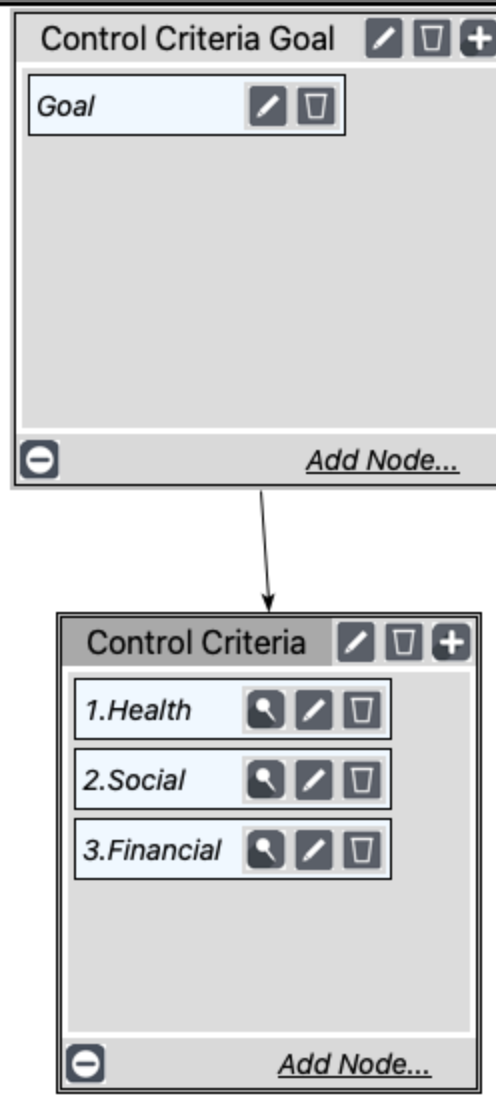 Control Criteria Goal
Goal
Add Node...
Control Criteria
1.Health
2.Social
3.Financial
Add Node...